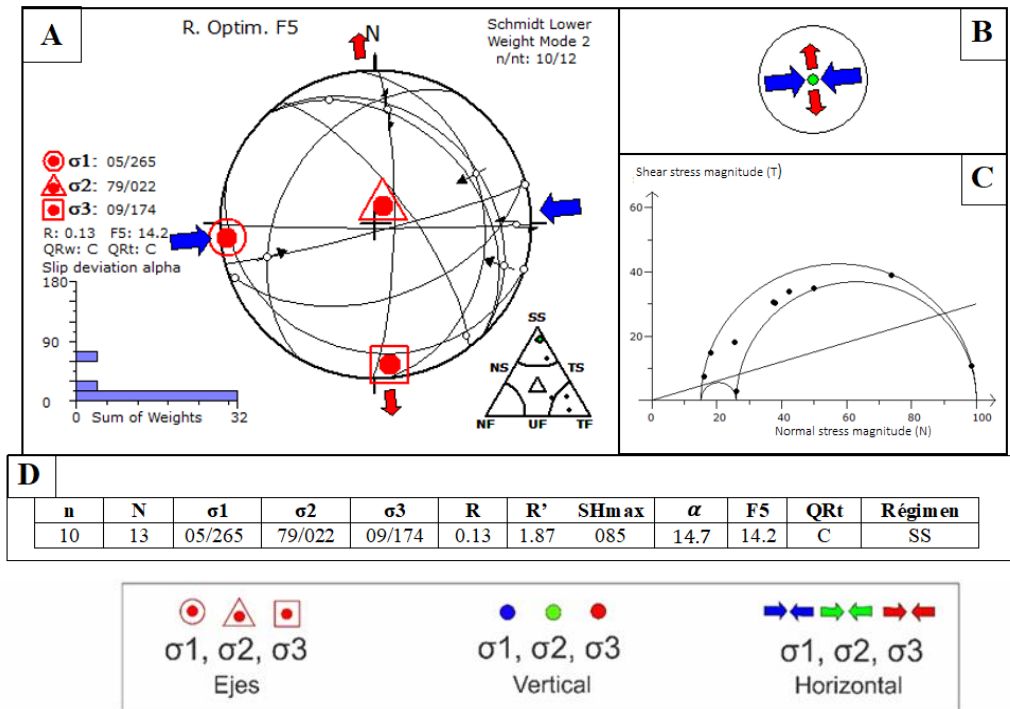 A
R. Optim. F5
N
Schmidt Lower
Weight Mode 2
n/nt: 10/12
σ1: 05/265
σ2: 79/022
σ3: 09/174
R: 0.13 F5: 14.2
QRw: C QRt: C
Slip deviation alpha
180
90
0
0 Sum of Weights 32
SS
NS TS
NF UF TF
B
C
Shear stress magnitude (T)
60
40
20
0 20 40 60 80 100
Normal stress magnitude (N)
D
n N σ1 σ2 σ3 R R’ SHmax α F5 QRt Régimen
10 13 05/265 79/022 09/174 0.13 1.87 085 14.7 14.2 C SS
σ1, σ2, σ3 σ1, σ2, σ3 σ1, σ2, σ3
Ejes Vertical Horizontal